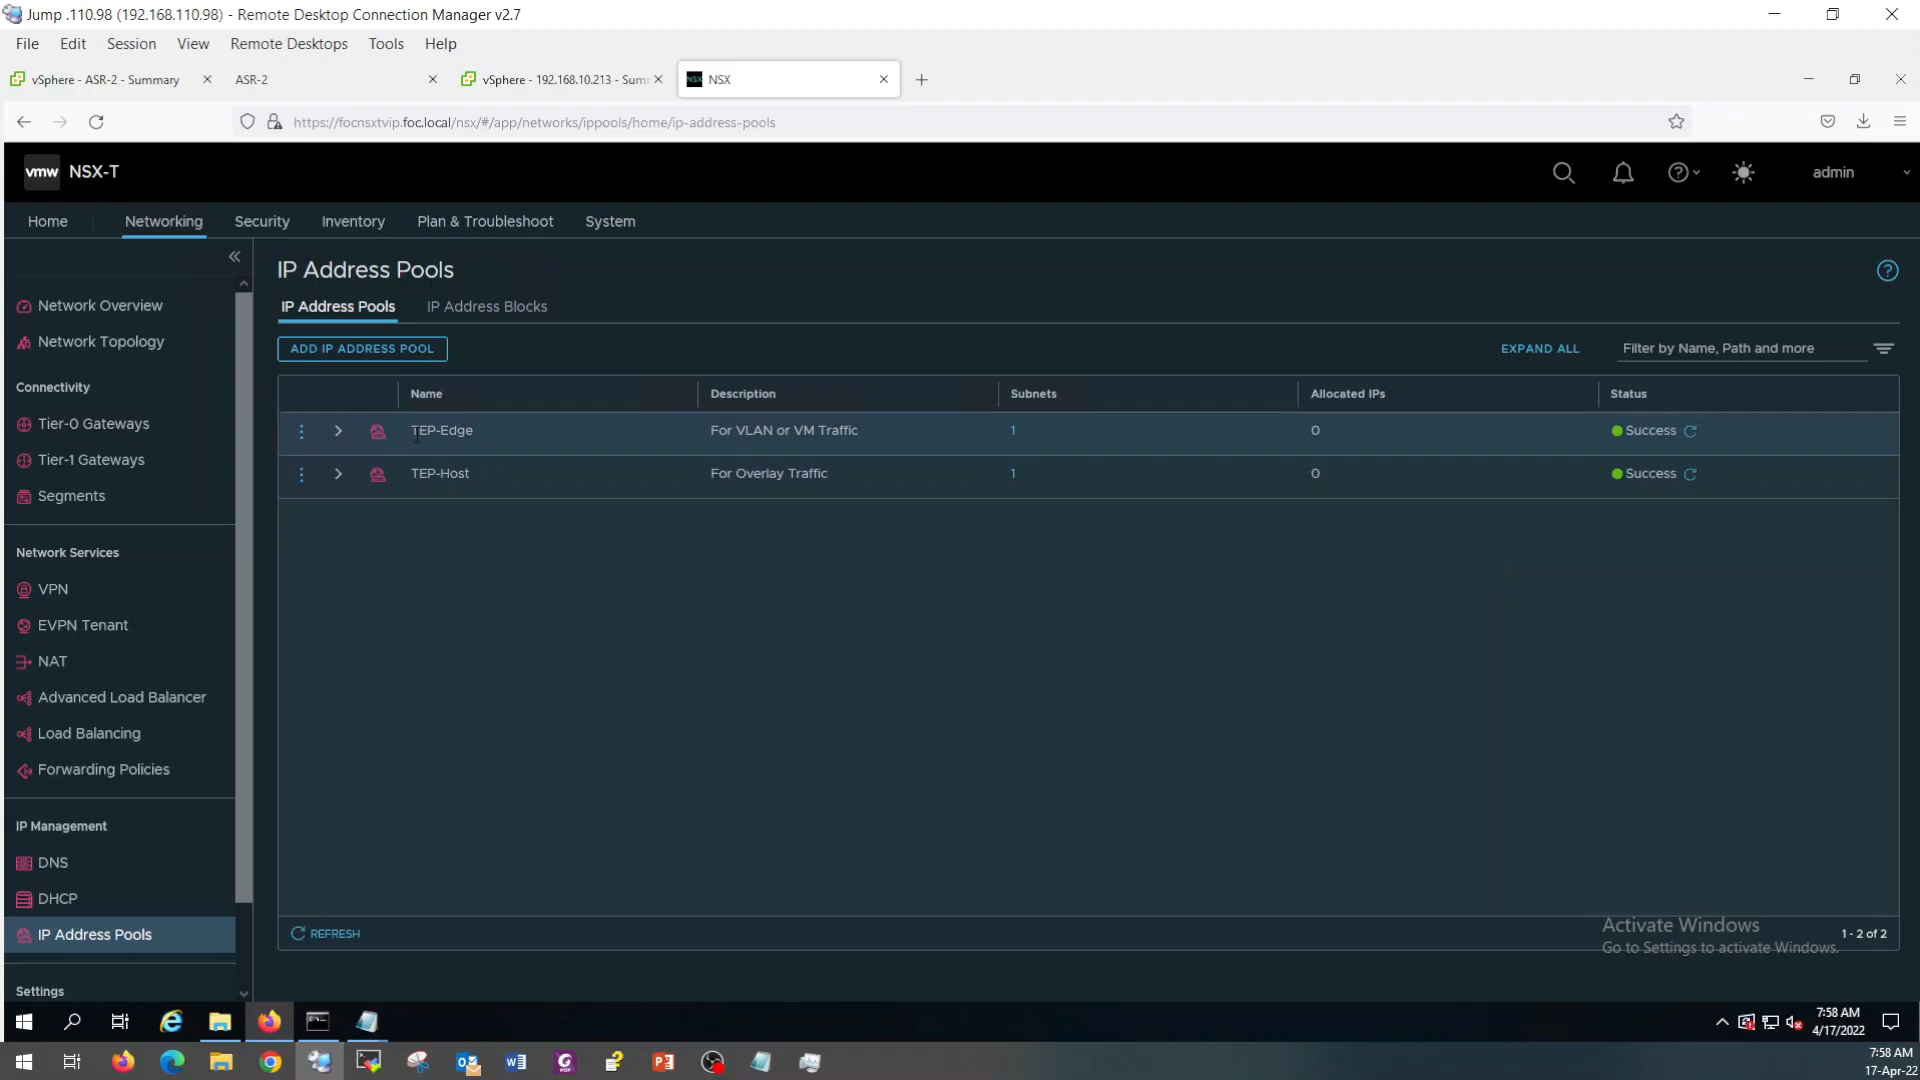 Jump .110.98 (192.168.110.98) - Remote Desktop Connection Manager v2.7
File Edit Session View Remote Desktops Tools Help
vSphere - ASR-2 - Summary
ASR-2
vSphere - 192.168.10.213 - Sum
NSX
https://focnsxtvip.foc.local/nsx/#/app/networks/ippools/home/ip-address-pools
vmw NSX-T
admin
Home Networking Security Inventory Plan & Troubleshoot System
Network Overview
Network Topology
Connectivity
Tier-0 Gateways
Tier-1 Gateways
Segments
Network Services
VPN
EVPN Tenant
NAT
Advanced Load Balancer
Load Balancing
Forwarding Policies
IP Management
DNS
DHCP
IP Address Pools
Settings
IP Address Pools
IP Address Pools IP Address Blocks
ADD IP ADDRESS POOL
EXPAND ALL
Filter by Name, Path and more
Name Description Subnets Allocated IPs Status
TEP-Edge For VLAN or VM Traffic 1 0 Success
TEP-Host For Overlay Traffic 1 0 Success
REFRESH
1 - 2 of 2
Activate Windows
Go to Settings to activate Windows.
7:58 AM
4/17/2022
7:58 AM
17-Apr-22